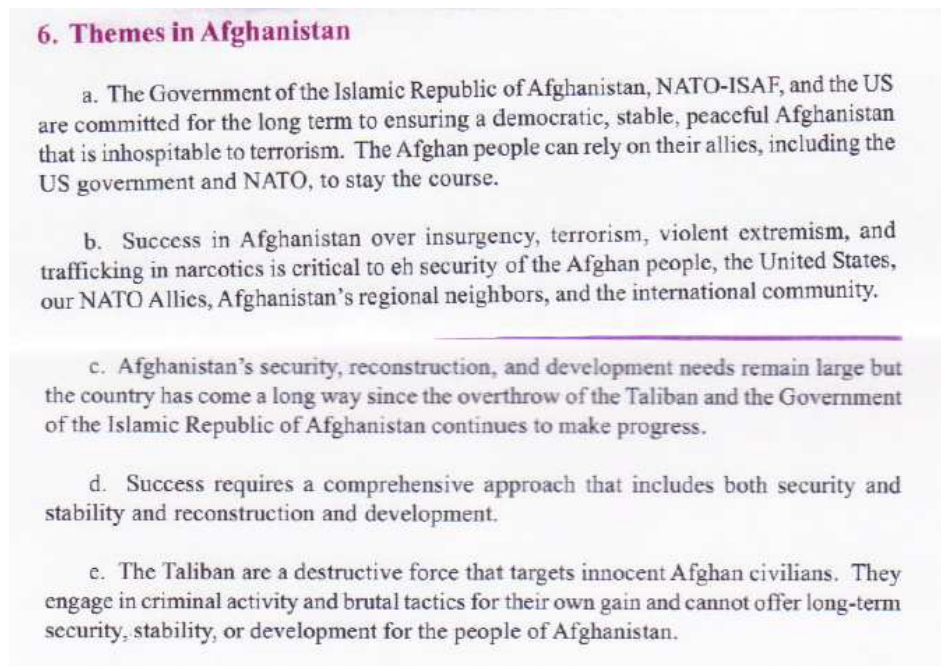 6. Themes in Afghanistan
a. The Government of the Islamic Republic of Afghanistan, NATO-ISAF, and the US
are committed for the long term to ensuring a democratic, stable, peaceful Afghanistan
that is inhospitable to terrorism. The Afghan people can rely on their allies, including the
US government and NATO, to stay the course.
b. Success in Afghanistan over insurgency, terrorism, violent extremism, and
trafficking in narcotics is critical to eh security of the Afghan people, the United States,
our NATO Allies, Afghanistan's regional neighbors, and the international community.
c. Afghanistan's security, reconstruction, and development needs remain large but
the country has come a long way since the overthrow of the Taliban and the Government
of the Islamic Republic of Afghanistan continues to make progress.
d. Success requires a comprehensive approach that includes both security and
stability and reconstruction and development.
e. The Taliban are a destructive force that targets innocent Afghan civilians. They
engage in criminal activity and brutal tactics for their own gain and cannot offer long-term
security, stability, or development for the people of Afghanistan.